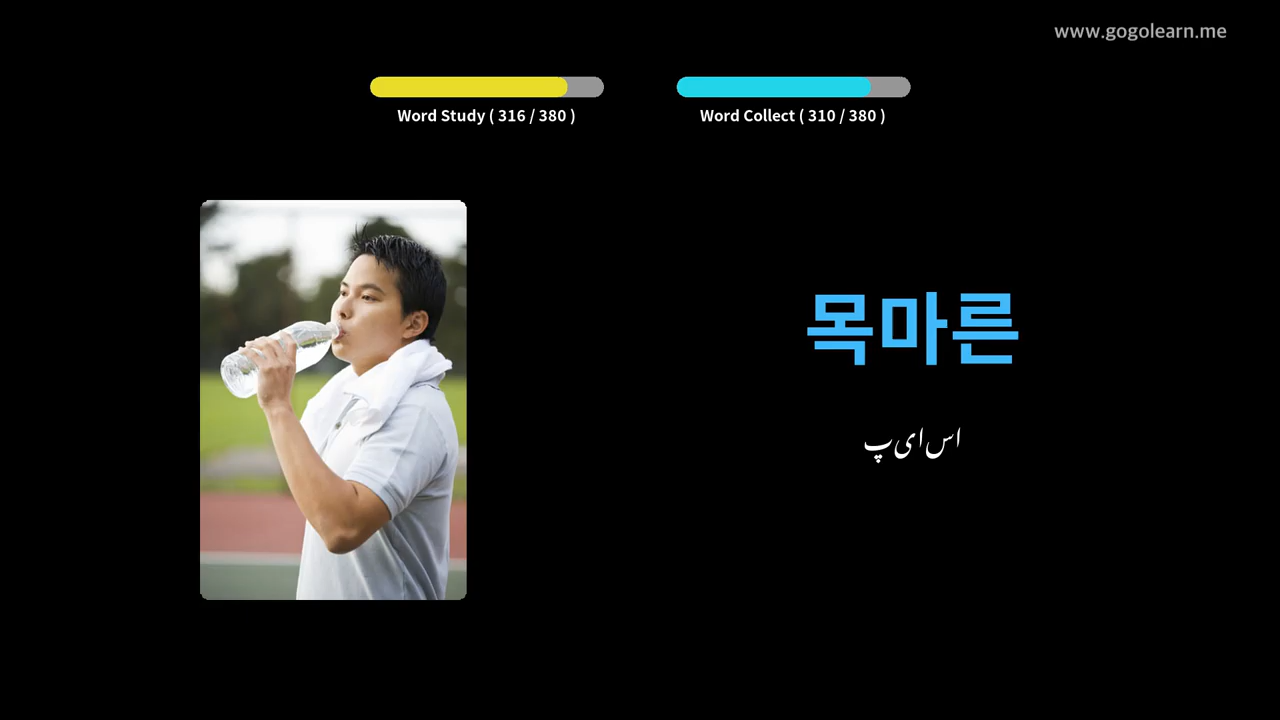 www.gogolearn.me
Word Study ( 316 / 380 )
Word Collect ( 310 / 380 )
목마른
اس‌ای‌پ